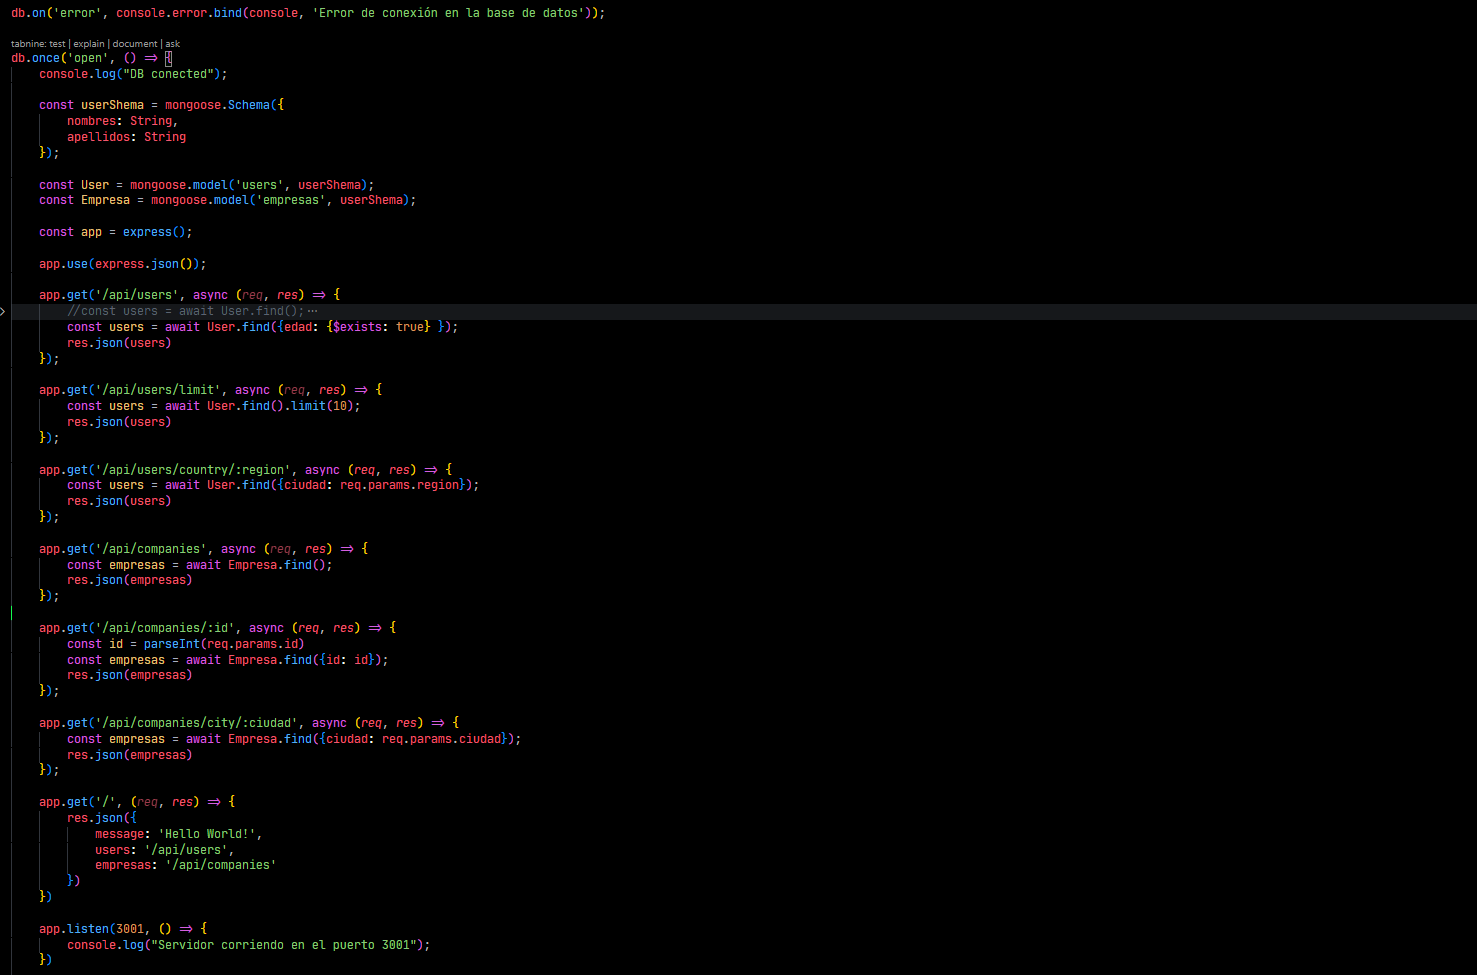 db.on('error', console.error.bind(console, 'Error de conexión en la base de datos'));
tabnine: test | explain | document | ask
db.once('open', () => {
console.log("DB conected");
const userShema = mongoose.Schema({
nombres: String,
apellidos: String
});
const User = mongoose.model('users', userShema);
const Empresa = mongoose.model('empresas', userShema);
const app = express();
app.use(express.json());
app.get('/api/users', async (req, res) => {
//const users = await User.find();⋯
const users = await User.find({edad: {$exists: true} });
res.json(users)
});
app.get('/api/users/limit', async (req, res) => {
const users = await User.find().limit(10);
res.json(users)
});
app.get('/api/users/country/:region', async (req, res) => {
const users = await User.find({ciudad: req.params.region});
res.json(users)
});
app.get('/api/companies', async (req, res) => {
const empresas = await Empresa.find();
res.json(empresas)
});
app.get('/api/companies/:id', async (req, res) => {
const id = parseInt(req.params.id)
const empresas = await Empresa.find({id: id});
res.json(empresas)
});
app.get('/api/companies/city/:ciudad', async (req, res) => {
const empresas = await Empresa.find({ciudad: req.params.ciudad});
res.json(empresas)
});
app.get('/', (req, res) => {
res.json({
message: 'Hello World!',
users: '/api/users',
empresas: '/api/companies'
})
})
app.listen(3001, () => {
console.log("Servidor corriendo en el puerto 3001");
})